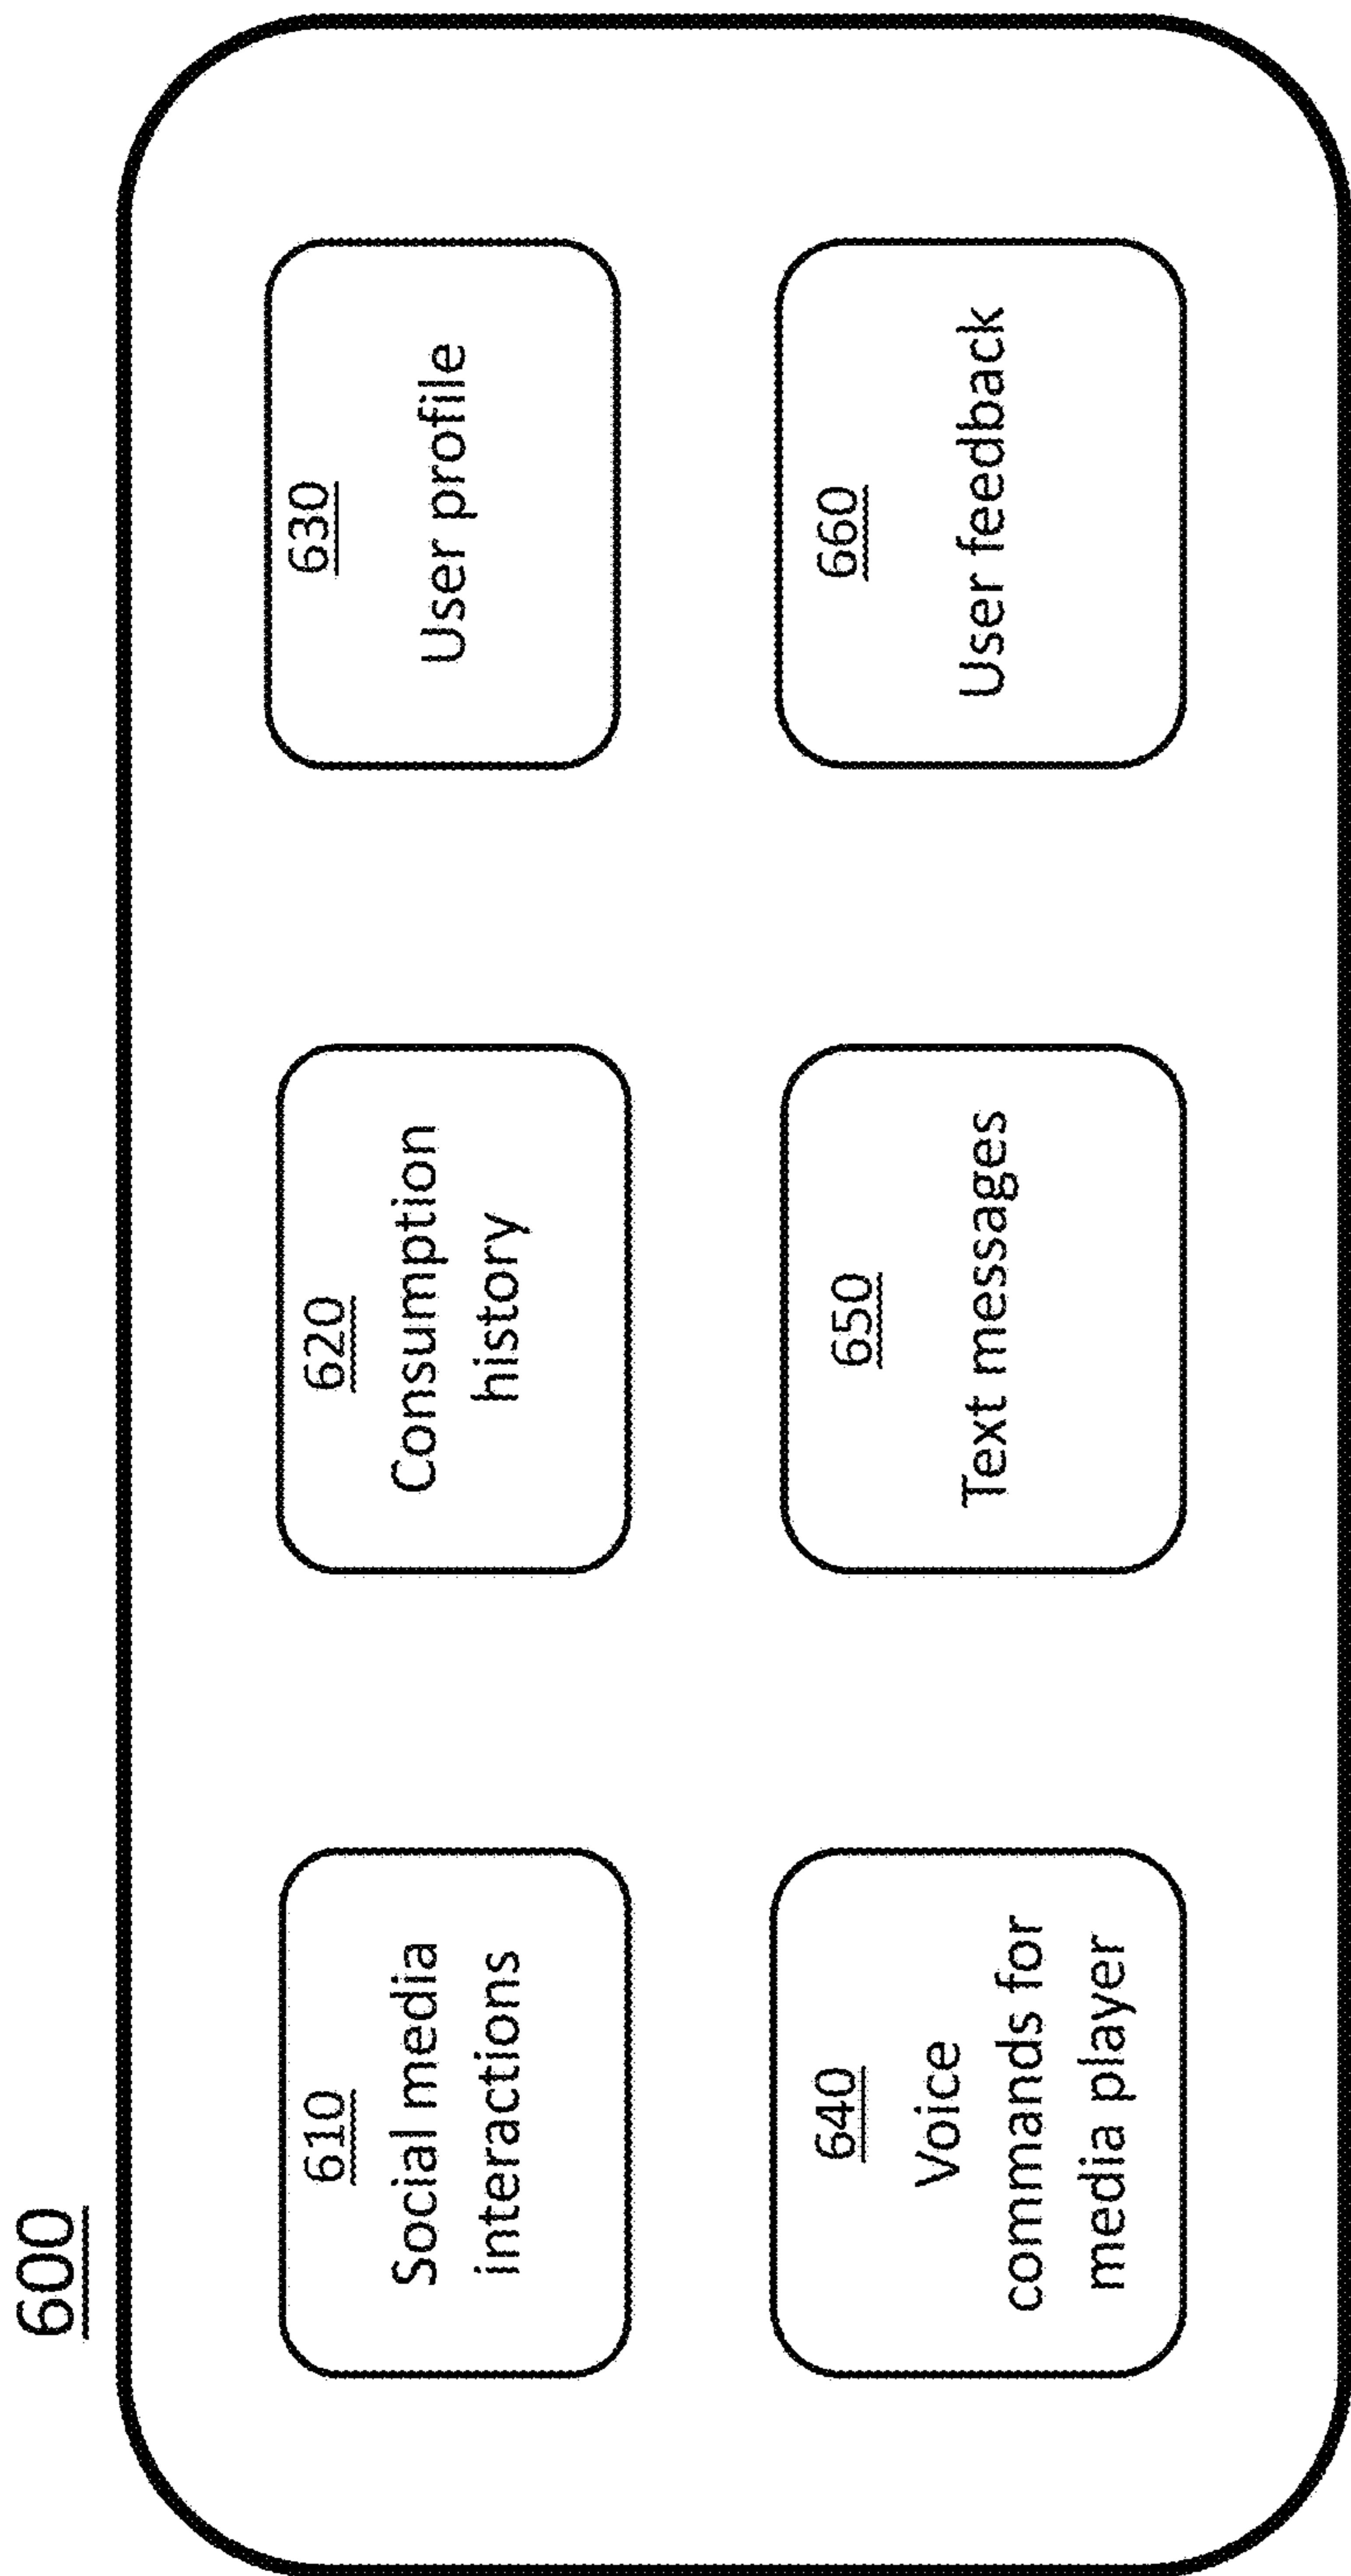 600
610
Social media
interactions
620
Consumption
history
630
User profile
640
Voice
commands for
media player
650
Text messages
660
User feedback